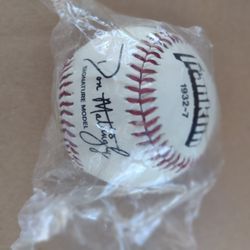 Don Mattingly
SIGNATURE MODEL
1932-7